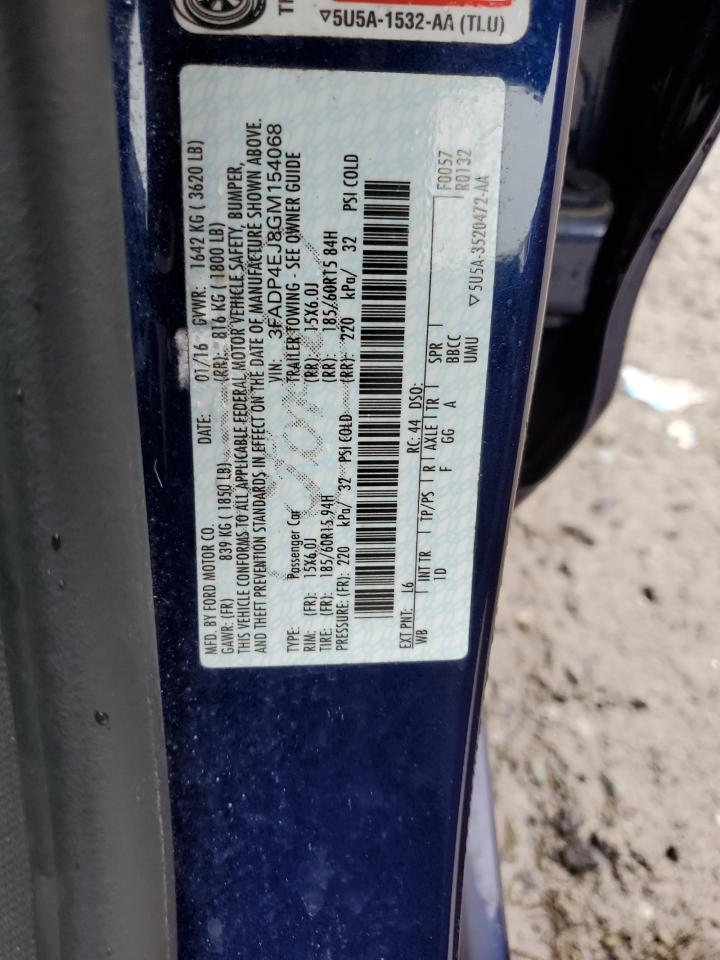 TR
▽5U5A-1532-AA (TLU)
MFD. BY FORD MOTOR CO.
DATE: 01/16 GVWR: 1642 KG ( 3620 LB)
GAWR: (FR) 839 KG (1850 LB) (RR): 816 KG (1800 LB)
THIS VEHICLE CONFORMS TO ALL APPLICABLE FEDERAL MOTOR VEHICLE SAFETY, BUMPER,
AND THEFT PREVENTION STANDARDS IN EFFECT ON THE DATE OF MANUFACTURE SHOWN ABOVE.
VIN: 3FADP4EJ8GM154068
TYPE: Passenger Car TRAILER TOWING - SEE OWNER GUIDE
RIM: (FR): 15X6.0J (RR): 15X6.0J
TIRE: (FR): 185/60R15 94H (RR): 185/60R15 84H
PRESSURE: (FR): 220 kPa/ 32 PSI COLD (RR): 220 kPa/ 32 PSI COLD
EXT PNT: L6 RC: 44 DSO: F0057
WB INT TR TP/PS R AXLE TR SPR R0132
ID F GG A BBCC
UMU
▽5U5A-3520472-AA